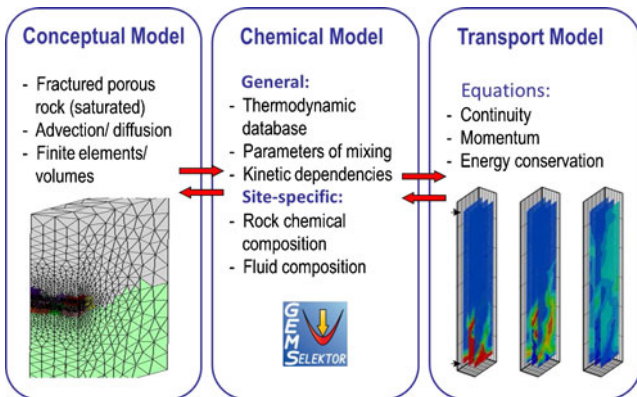 Conceptual Model
- Fractured porous
rock (saturated)
- Advection/ diffusion
- Finite elements/
volumes
Chemical Model
General:
- Thermodynamic
database
- Parameters of mixing
- Kinetic dependencies
Site-specific:
- Rock chemical
composition
- Fluid composition
GEMS
SELEKTOR
Transport Model
Equations:
- Continuity
- Momentum
- Energy conservation